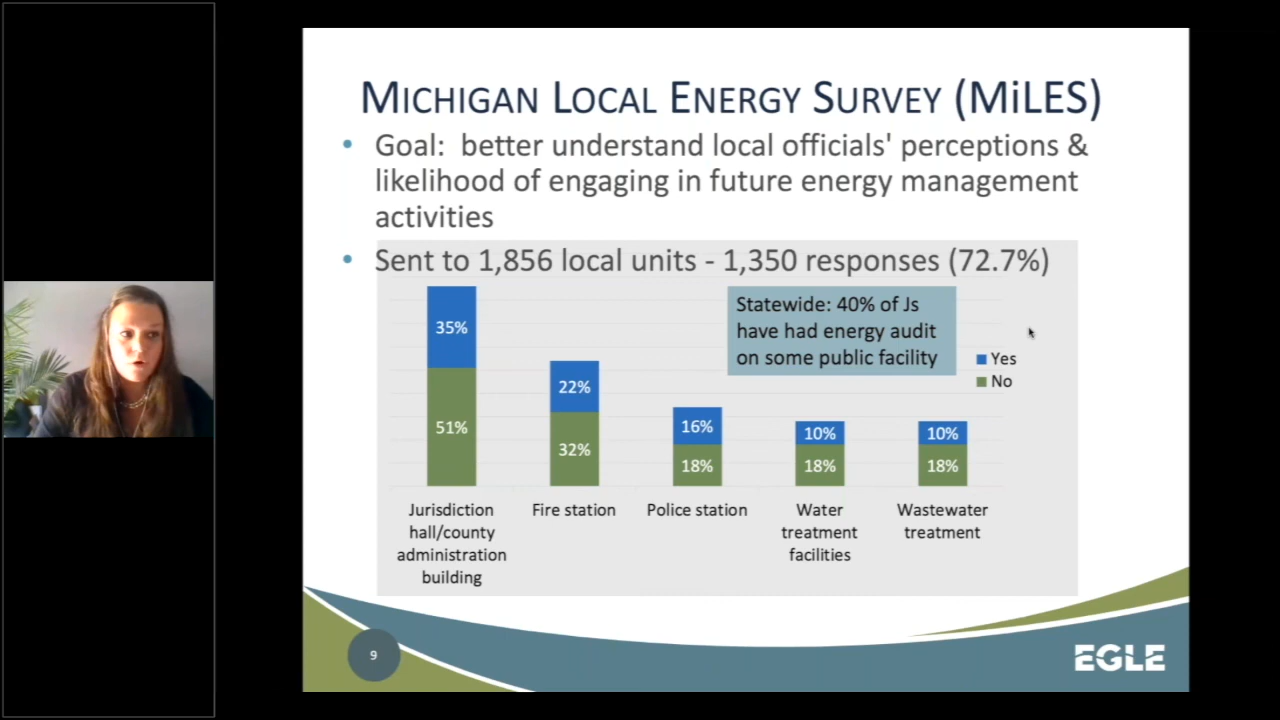 MICHIGAN LOCAL ENERGY SURVEY (MiLES)
• Goal:  better understand local officials' perceptions &
likelihood of engaging in future energy management
activities
• Sent to 1,856 local units - 1,350 responses (72.7%)
Statewide: 40% of Js
have had energy audit
on some public facility
Yes
No
35%
51%
22%
32%
16%
18%
10%
18%
10%
18%
Jurisdiction
hall/county
administration
building
Fire station
Police station
Water
treatment
facilities
Wastewater
treatment
9
EGLE